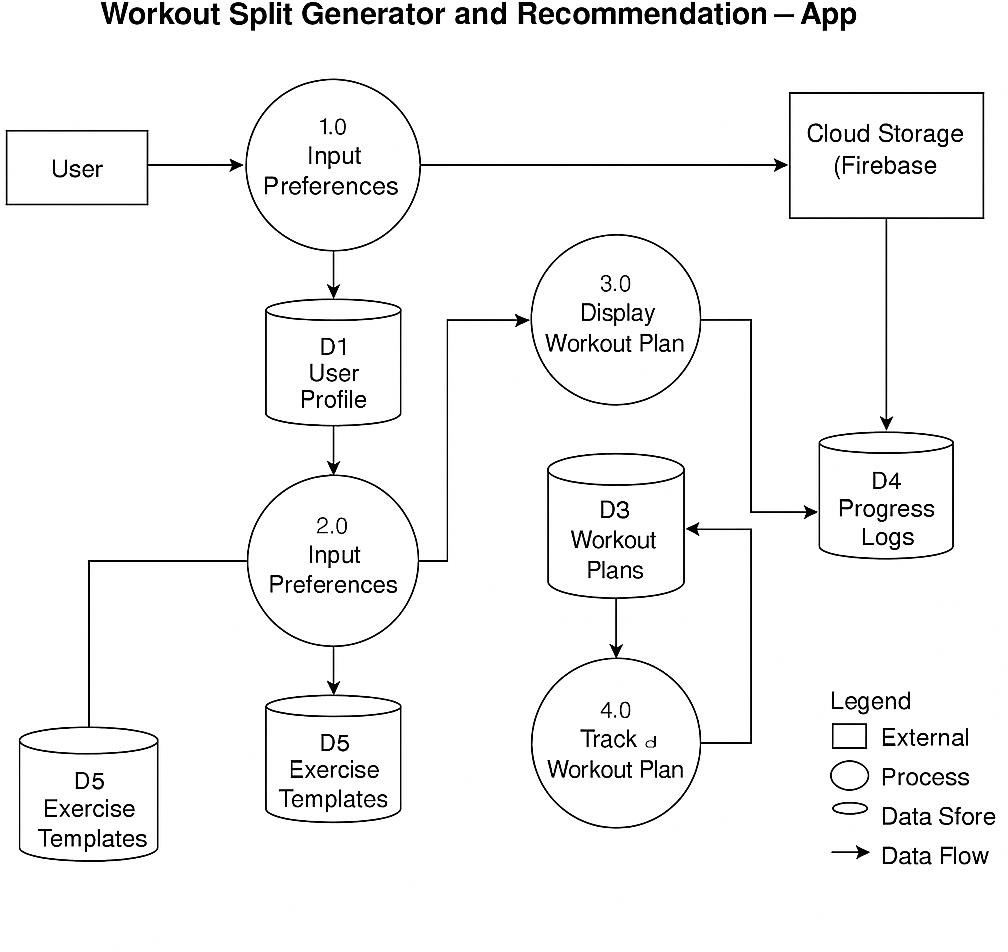 Workout Split Generator and Recommendation – App
User
1.0
Input
Preferences
Cloud Storage
(Firebase
3.0
Display
Workout Plan
D1
User
Profile
D4
Progress
Logs
D3
Workout
Plans
2.0
Input
Preferences
4.0
Track d
Workout Plan
D5
Exercise
Templates
D5
Exercise
Templates
Legend
External
Process
Data Sfore
Data Flow